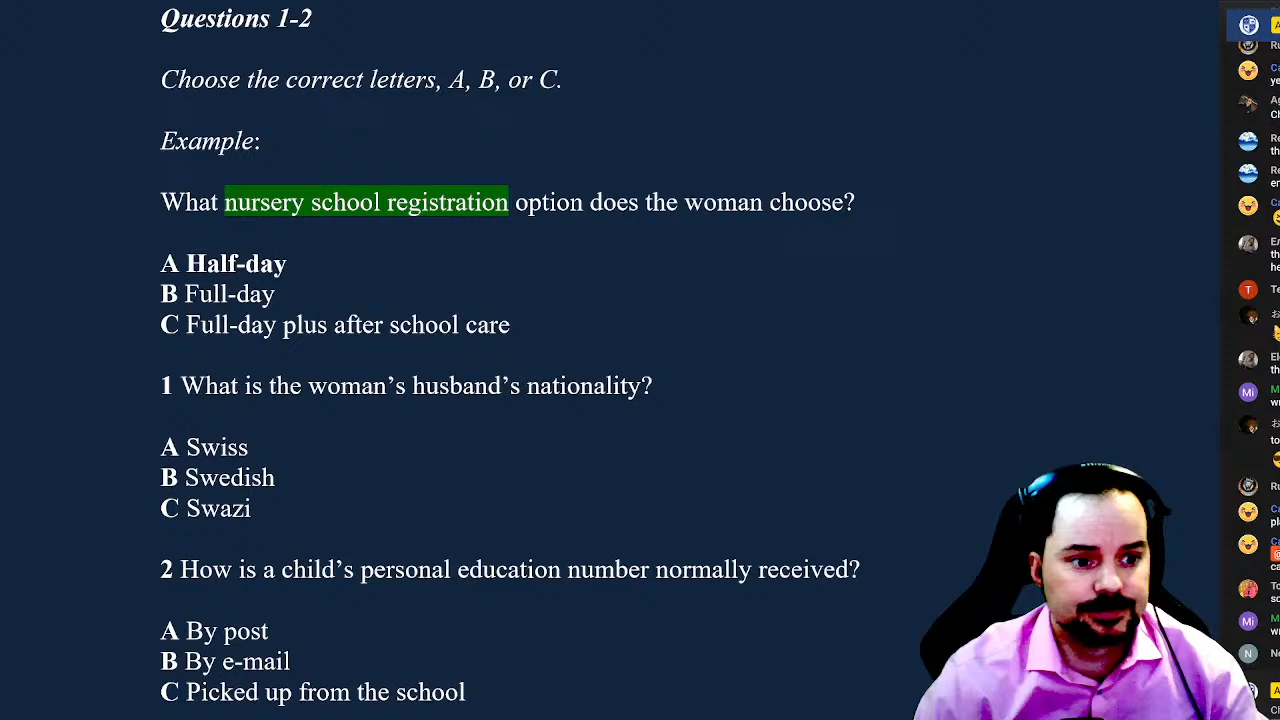 Questions 1-2
Choose the correct letters, A, B, or C.
Example:
What nursery school registration option does the woman choose?
A Half-day
B Full-day
C Full-day plus after school care
1 What is the woman’s husband’s nationality?
A Swiss
B Swedish
C Swazi
2 How is a child’s personal education number normally received?
A By post
B By e-mail
C Picked up from the school